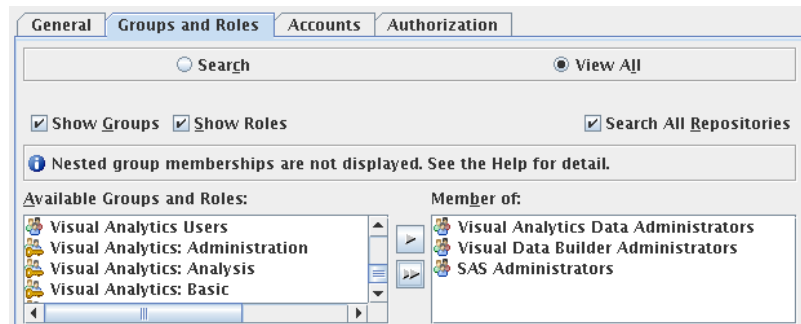 General Groups and Roles Accounts Authorization
Search View All
Show Groups Show Roles Search All Repositories
Nested group memberships are not displayed. See the Help for detail.
Available Groups and Roles: Member of:
Visual Analytics Users
Visual Analytics: Administration
Visual Analytics: Analysis
Visual Analytics: Basic
Visual Analytics Data Administrators
Visual Data Builder Administrators
SAS Administrators